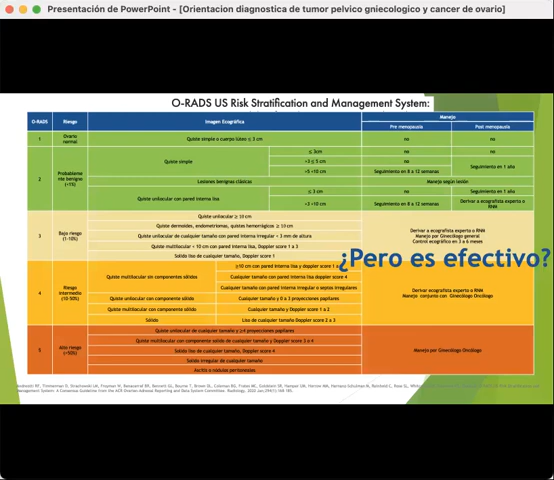 Presentación de PowerPoint - [Orientacion diagnostica de tumor pelvico gniecologico y cancer de ovario]
O-RADS US Risk Stratification and Management System:
O-RADS Riesgo Imagen Ecográfica Manejo
Pre menopausia Post menopausia
1 Ovario normal Quiste simple o cuerpo lúteo ≤ 3 cm no no
2 Probablemente benigno (<1%) Quiste simple ≤ 3cm no no
>3 ≤ 5 cm no Seguimiento en 1 año
>5 <10 cm Seguimiento en 8 a 12 semanas
Lesiones benignas clásicas Manejo según lesión
Quiste unilocular con pared interna lisa ≤ 3 cm no Seguimiento en 1 año
>3 <10 cm Seguimiento en 8 a 12 semanas Derivar a ecografista experto o RNM
3 Bajo riesgo (1-10%) Quiste unilocular ≥ 10 cm
Quiste dermoides, endometriomas, quistes hemorrágicos ≥ 10 cm
Quiste unilocular de cualquier tamaño con pared interna irregular < 3 mm de altura
Quiste multilocular < 10 cm con pared interna lisa, Doppler score 1 a 3
Solido lisa de cualquier tamaño, Doppler score 1
Derivar a ecografista experto o RNM
Manejo por Ginecólogo general
Control ecográfico en 3 a 6 meses
¿Pero es efectivo?
4 Riesgo intermedio (10-50%) Quiste multilocular sin componentes sólidos ≥10 cm con pared interna lisa y doppler score 1
Cualquier tamaño con pared interna lisa, Doppler score 4
Cualquier tamaño con pared interna irregular o septos irregulares
Quiste unilocular con componente sólido Cualquier tamaño y 0 a 3 proyecciones papilares
Quiste multilocular con componente sólido Cualquier tamaño y Doppler score 1 a 2
Sólido Lisa de cualquier tamaño Doppler score 2 a 3
Derivar ecografista experto o RNM
Manejo conjunto con Ginecólogo Oncólogo
5 Alto riesgo (>50%) Quiste unilocular de cualquier tamaño y ≥4 proyecciones papilares
Quiste multilocular con componente solido de cualquier tamaño y Doppler score 3 a 4
Solido lisa de cualquier tamaño, Doppler score 4
Solido irregular de cualquier tamaño
Ascitis o nódulos peritoneales
Manejo por Ginecólogo Oncólogo